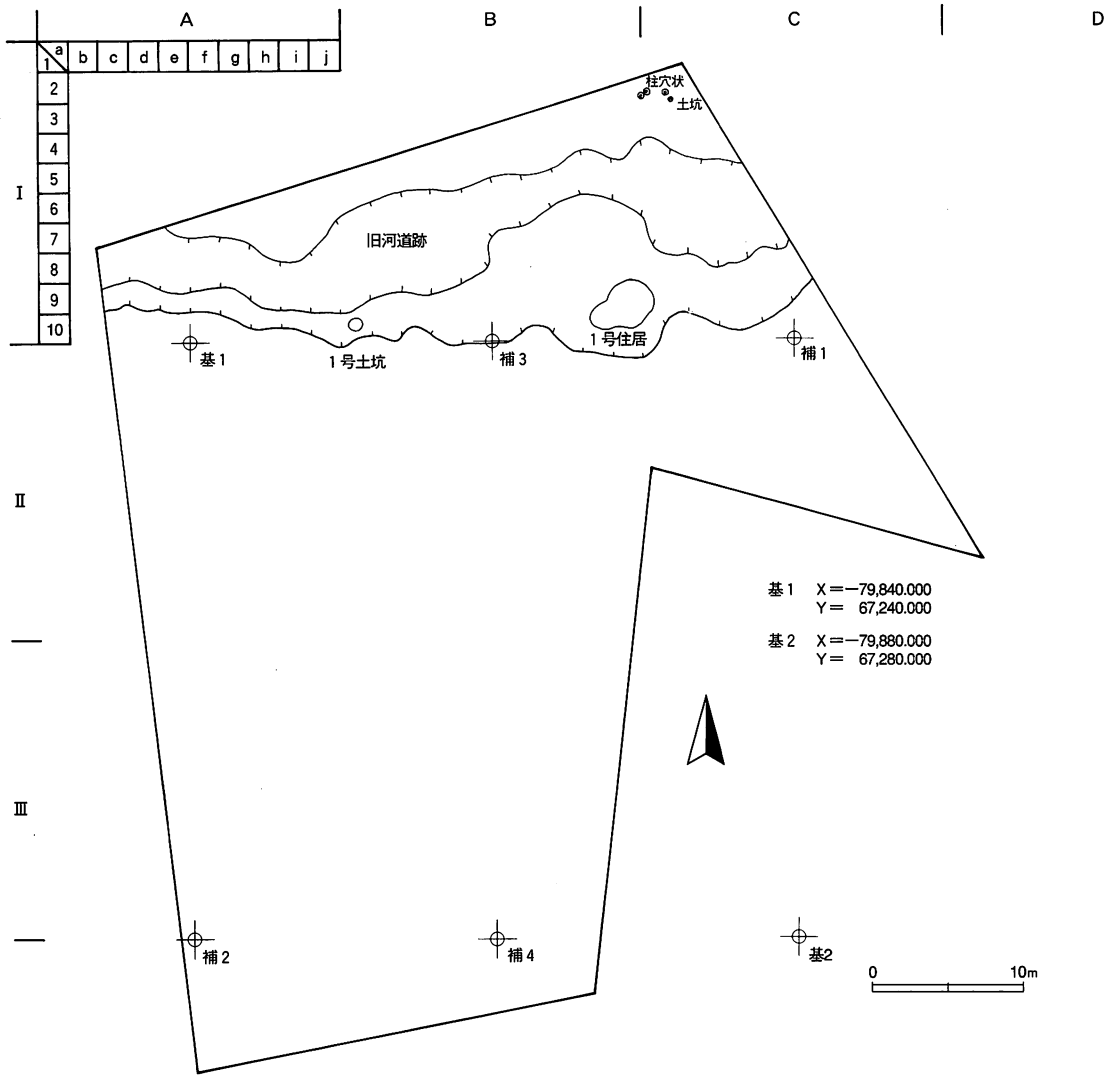 A B C D
a b c d e f g h i j
1
2
3
4
5
6
7
8
9
10
Ⅰ
Ⅱ
Ⅲ
柱穴状
土坑
旧河道跡
1号住居
1号土坑
基1
補3
補1
基1 X=−79,840.000
Y= 67,240.000
基2 X=−79,880.000
Y= 67,280.000
補2
補4
基2
0 10m